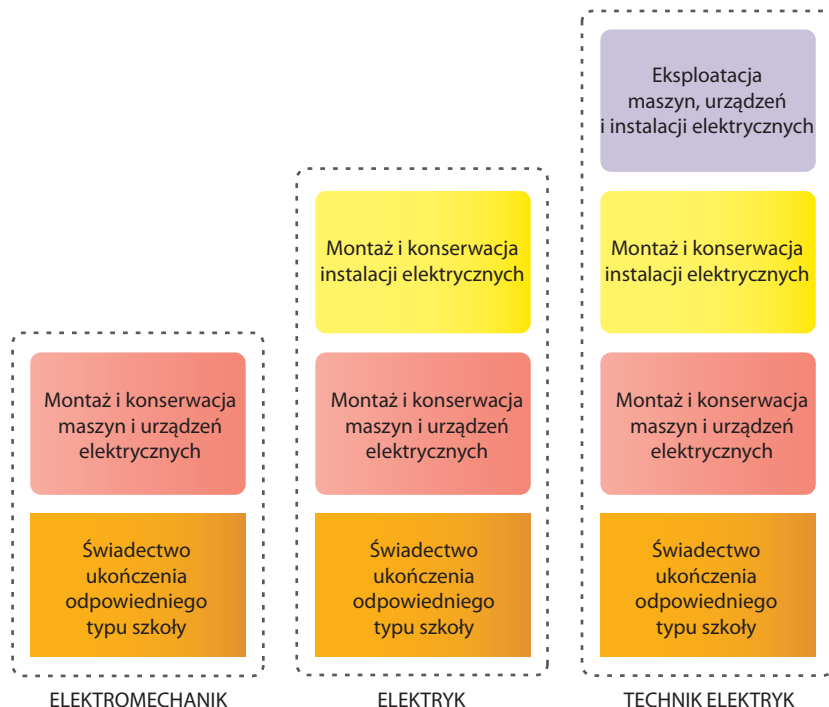 Eksploatacja
maszyn, urządzeń
i instalacji elektrycznych
Montaż i konserwacja
instalacji elektrycznych
Montaż i konserwacja
instalacji elektrycznych
Montaż i konserwacja
maszyn i urządzeń
elektrycznych
Montaż i konserwacja
maszyn i urządzeń
elektrycznych
Montaż i konserwacja
maszyn i urządzeń
elektrycznych
Świadectwo
ukończenia
odpowiedniego
typu szkoły
Świadectwo
ukończenia
odpowiedniego
typu szkoły
Świadectwo
ukończenia
odpowiedniego
typu szkoły
ELEKTROMECHANIK
ELEKTRYK
TECHNIK ELEKTRYK